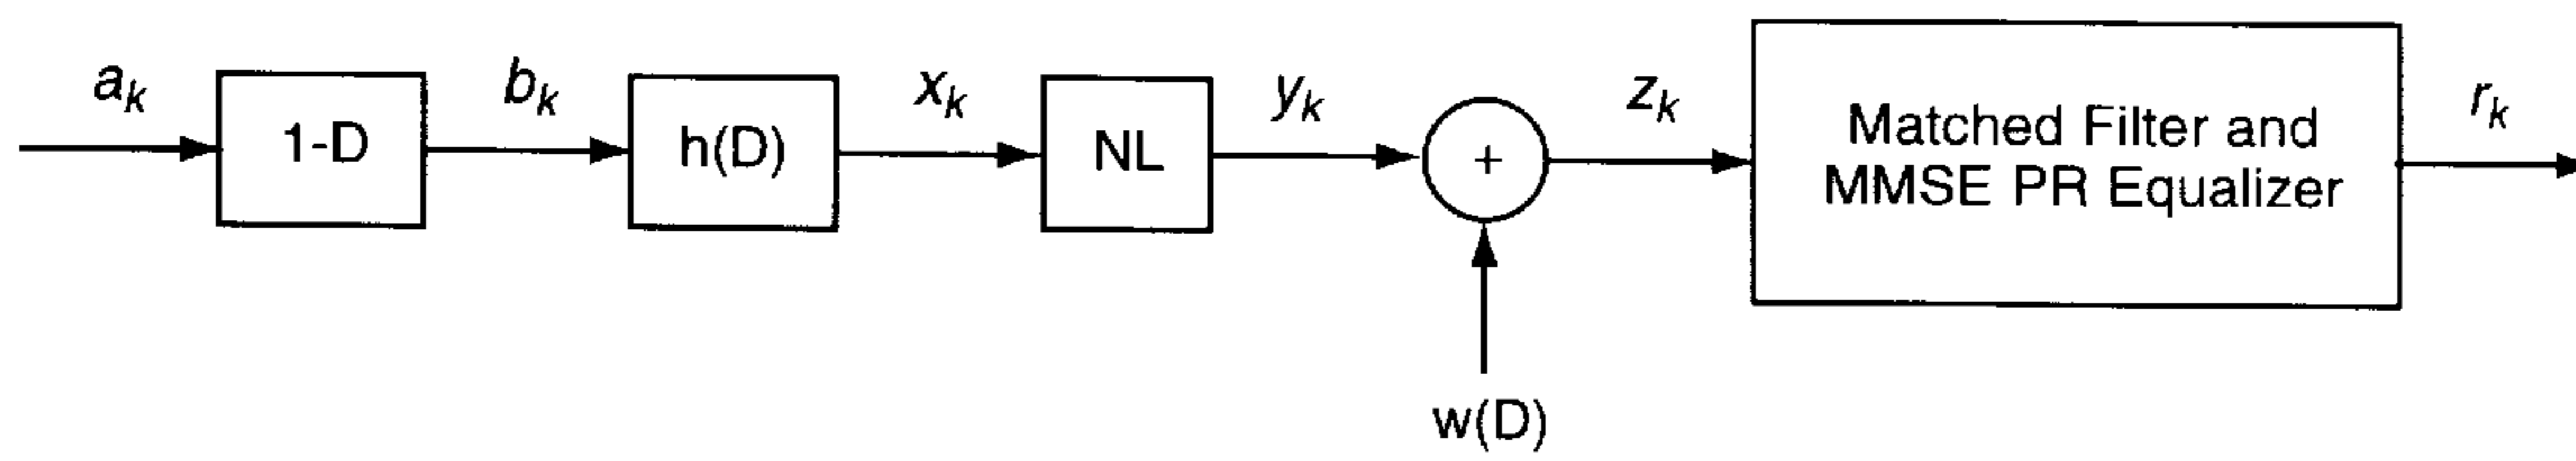 a_k
1-D
b_k
h(D)
x_k
NL
y_k
+
z_k
Matched Filter and
MMSE PR Equalizer
r_k
w(D)